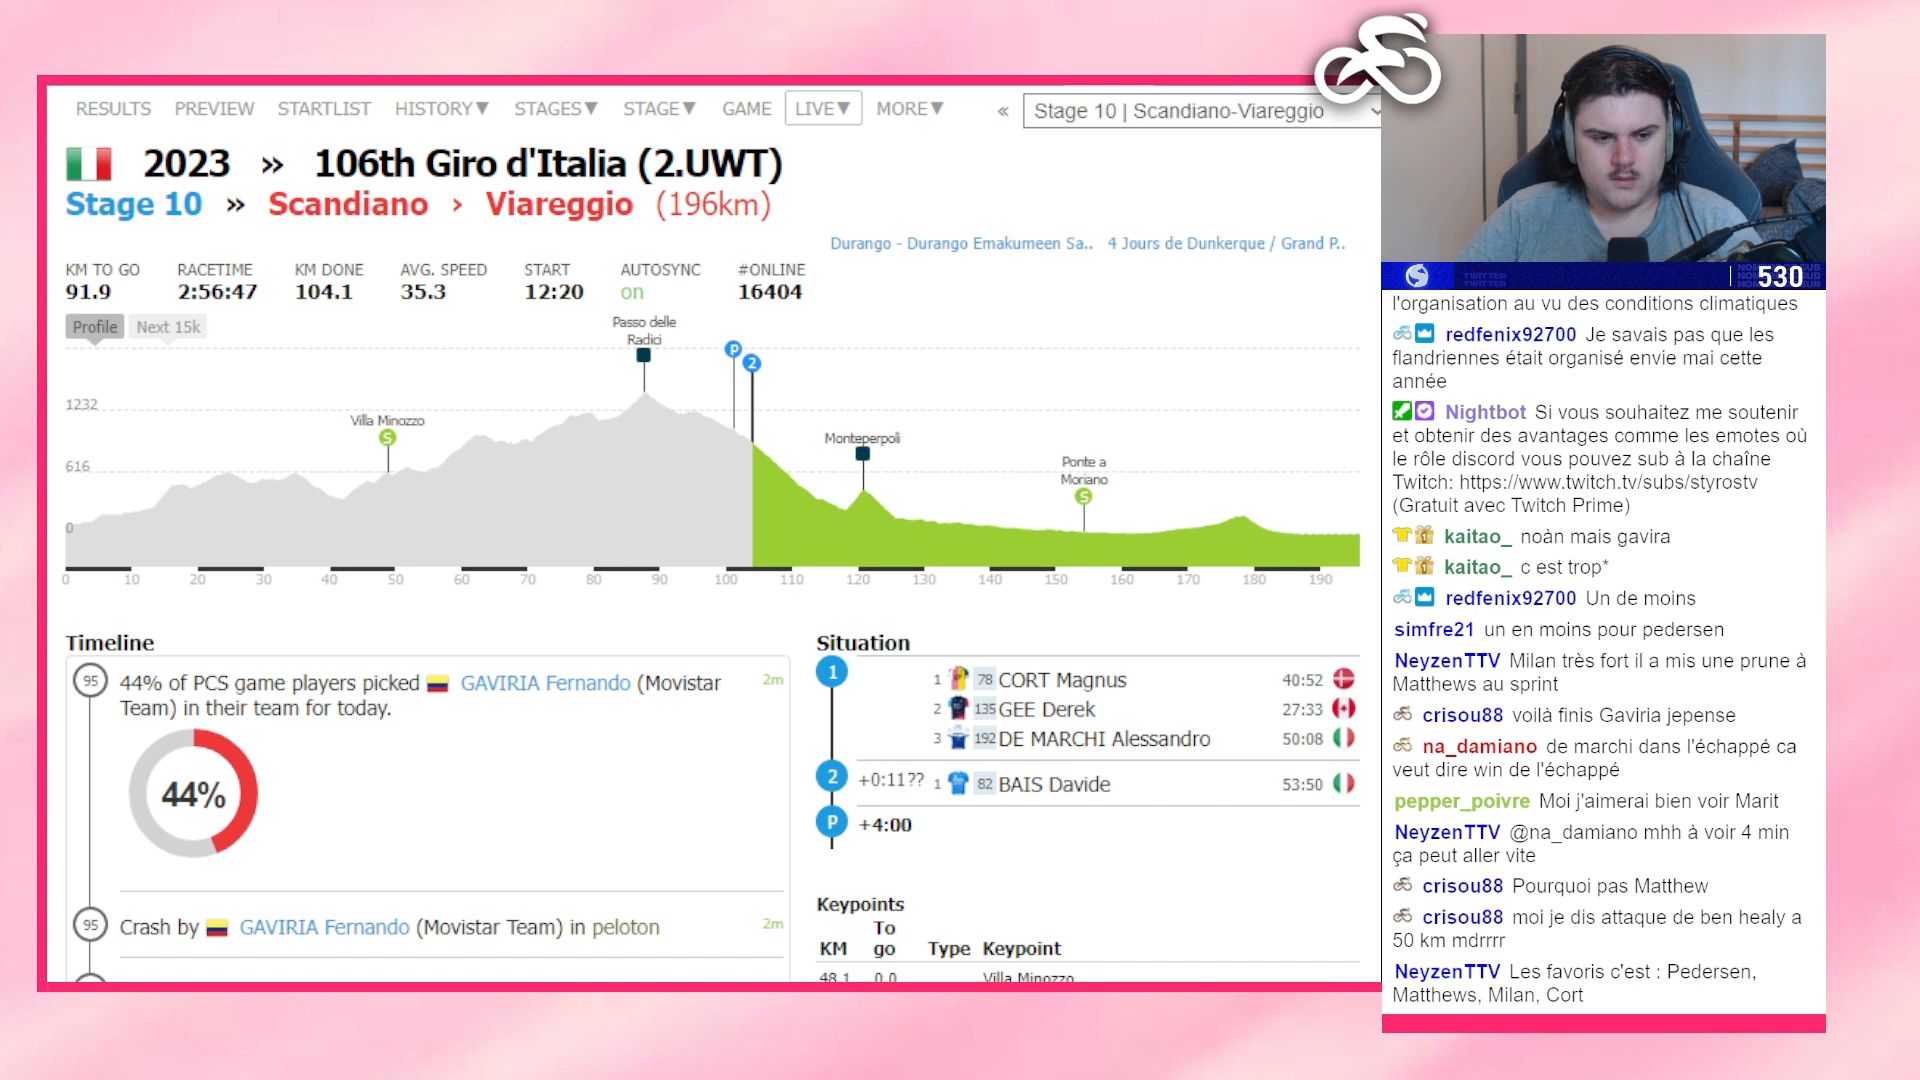 RESULTS PREVIEW STARTLIST HISTORY▼ STAGES▼ STAGE▼ GAME LIVE▼ MORE▼ « Stage 10 | Scandiano-Viareggio
2023 » 106th Giro d'Italia (2.UWT)
Stage 10 » Scandiano › Viareggio (196km)
Durango - Durango Emakumeen Sa.. 4 Jours de Dunkerque / Grand P..
KM TO GO RACETIME KM DONE AVG. SPEED START AUTOSYNC #ONLINE
91.9 2:56:47 104.1 35.3 12:20 on 16404
Profile Next 15k
Passo delle
Radici
P
2
1232
Villa Minozzo
S
Monteperpoli
616
Ponte a
Moriano
S
0
0 10 20 30 40 50 60 70 80 90 100 110 120 130 140 150 160 170 180 190
Timeline
95 44% of PCS game players picked GAVIRIA Fernando (Movistar 2m
Team) in their team for today.
44%
95 Crash by GAVIRIA Fernando (Movistar Team) in peloton 2m
Situation
1 1 78 CORT Magnus 40:52
2 135 GEE Derek 27:33
3 192 DE MARCHI Alessandro 50:08
2 +0:11?? 1 82 BAIS Davide 53:50
P +4:00
Keypoints
KM To go Type Keypoint
48.1 0.0 Villa Minozzo
TWITTER
530
l'organisation au vu des conditions climatiques
redfenix92700 Je savais pas que les
flandriennes était organisé envie mai cette
année
Nightbot Si vous souhaitez me soutenir
et obtenir des avantages comme les emotes où
le rôle discord vous pouvez sub à la chaîne
Twitch: https://www.twitch.tv/subs/styrostv
(Gratuit avec Twitch Prime)
kaitao_ noàn mais gavira
kaitao_ c est trop*
redfenix92700 Un de moins
simfre21 un en moins pour pedersen
NeyzenTTV Milan très fort il a mis une prune à
Matthews au sprint
crisou88 voilà finis Gaviria jepense
na_damiano de marchi dans l'échappé ca
veut dire win de l'échappé
pepper_poivre Moi j'aimerai bien voir Marit
NeyzenTTV @na_damiano mhh à voir 4 min
ça peut aller vite
crisou88 Pourquoi pas Matthew
crisou88 moi je dis attaque de ben healy a
50 km mdrrrr
NeyzenTTV Les favoris c'est : Pedersen,
Matthews, Milan, Cort